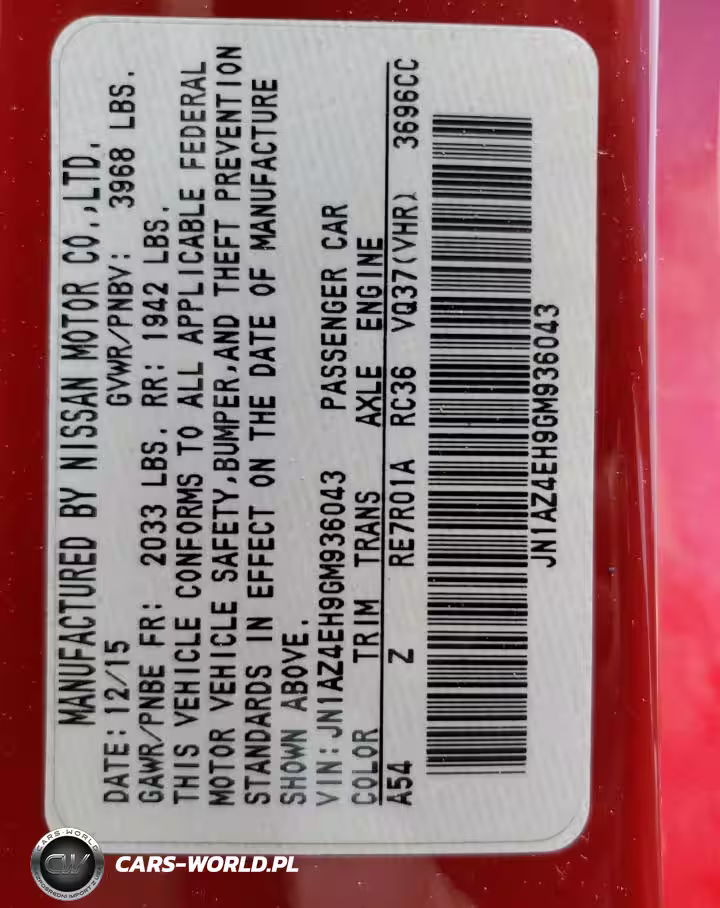 MANUFACTURED BY NISSAN MOTOR CO.,LTD.
DATE: 12/15 GVWR/PNBV: 3968 LBS.
GAWR/PNBE FR: 2033 LBS. RR: 1942 LBS.
THIS VEHICLE CONFORMS TO ALL APPLICABLE FEDERAL
MOTOR VEHICLE SAFETY,BUMPER,AND THEFT PREVENTION
STANDARDS IN EFFECT ON THE DATE OF MANUFACTURE
SHOWN ABOVE.
VIN:JN1AZ4EH9GM936043 PASSENGER CAR
COLOR TRIM TRANS AXLE ENGINE
A54 Z RE7R01A RC36 VQ37(VHR) 3696CC
JN1AZ4EH9GM936043
CARS-WORLD
CW
CARS-WORLD.PL